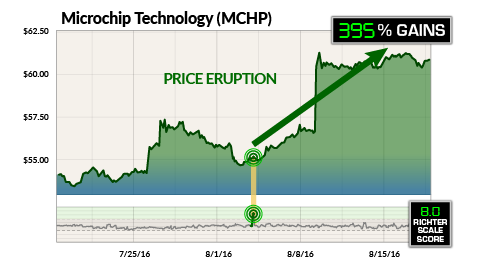 Microchip Technology (MCHP)
395% GAINS
$62.50
$60.00
$57.50
$55.00
PRICE ERUPTION
8.0
RICHTER
SCALE
SCORE
7/25/16
8/1/16
8/8/16
8/15/16